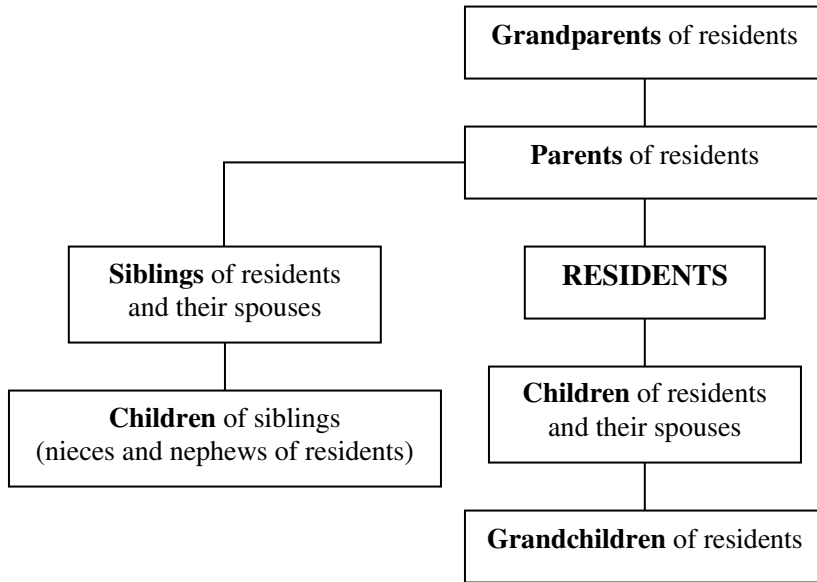 Grandparents of residents
Parents of residents
Siblings of residents
and their spouses
RESIDENTS
Children of siblings
(nieces and nephews of residents)
Children of residents
and their spouses
Grandchildren of residents